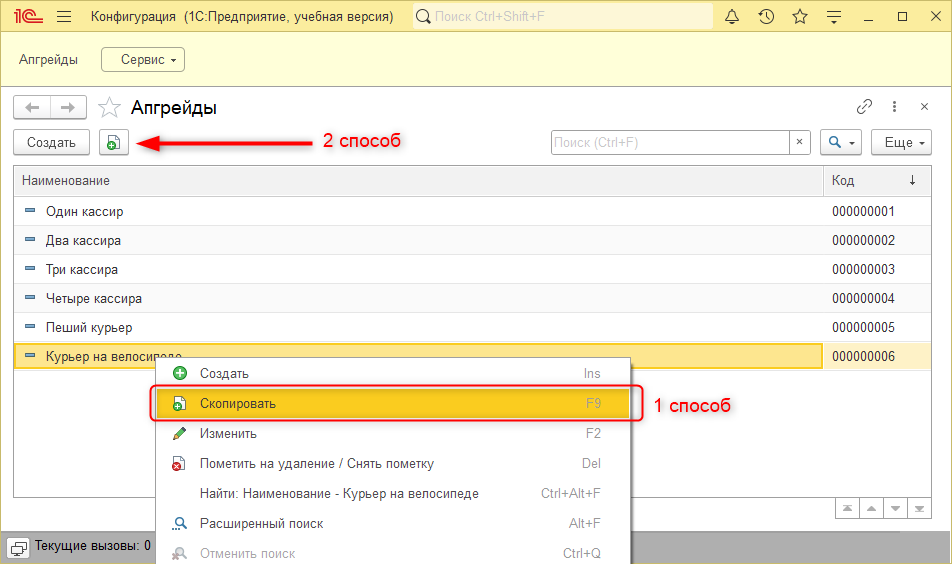 1С Конфигурация (1С:Предприятие, учебная версия) Поиск Ctrl+Shift+F
Апгрейды Сервис
Апгрейды
Создать 2 способ Поиск (Ctrl+F) × Еще
Наименование Код ↓
Один кассир 000000001
Два кассира 000000002
Три кассира 000000003
Четыре кассира 000000004
Пеший курьер 000000005
Курьер на велосипеде 000000006
Создать Ins
Скопировать F9 1 способ
Изменить F2
Пометить на удаление / Снять пометку Del
Найти: Наименование - Курьер на велосипеде Ctrl+Alt+F
Расширенный поиск Alt+F
Текущие вызовы: 0
Отменить поиск Ctrl+Q